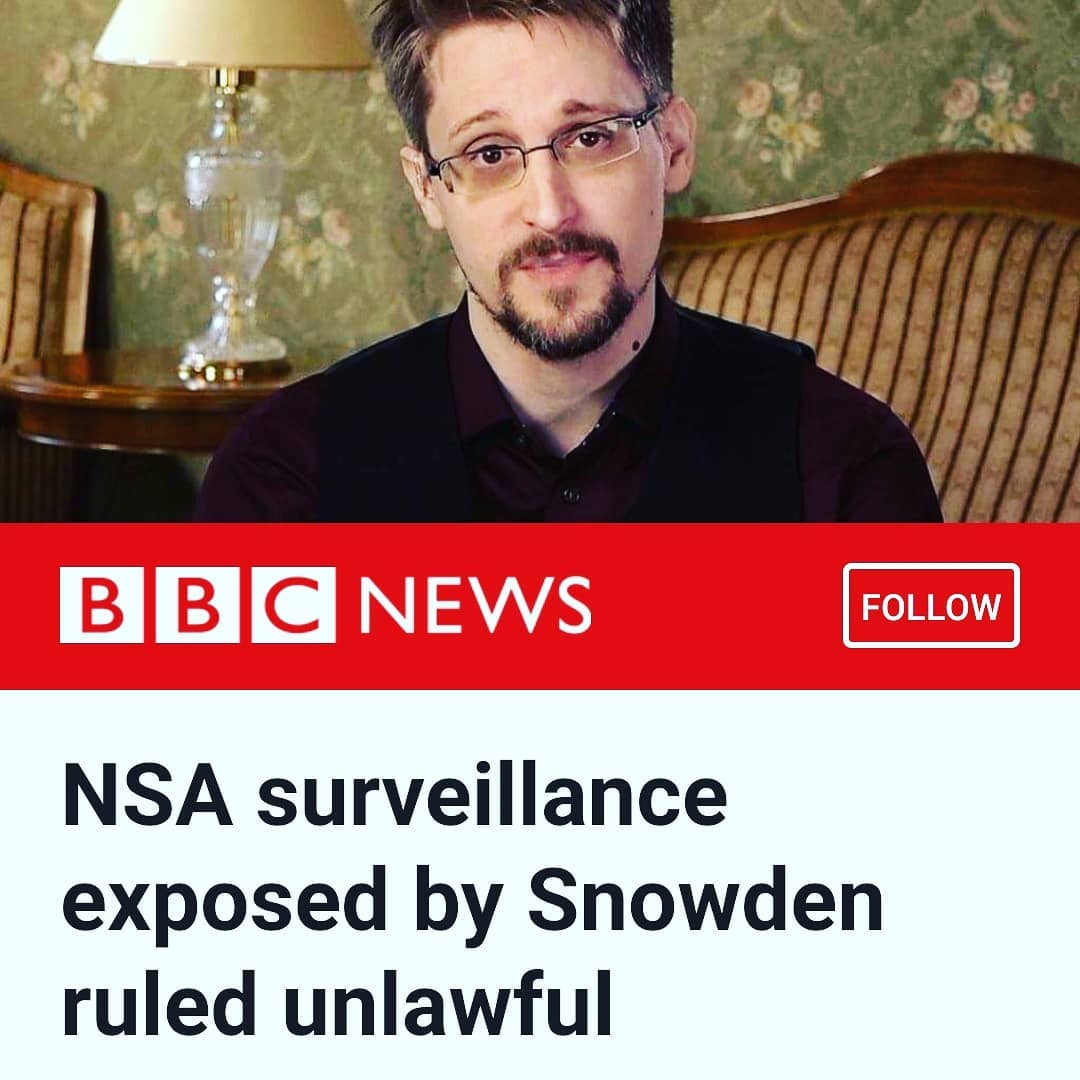 BBC NEWS
FOLLOW
NSA surveillance
exposed by Snowden
ruled unlawful